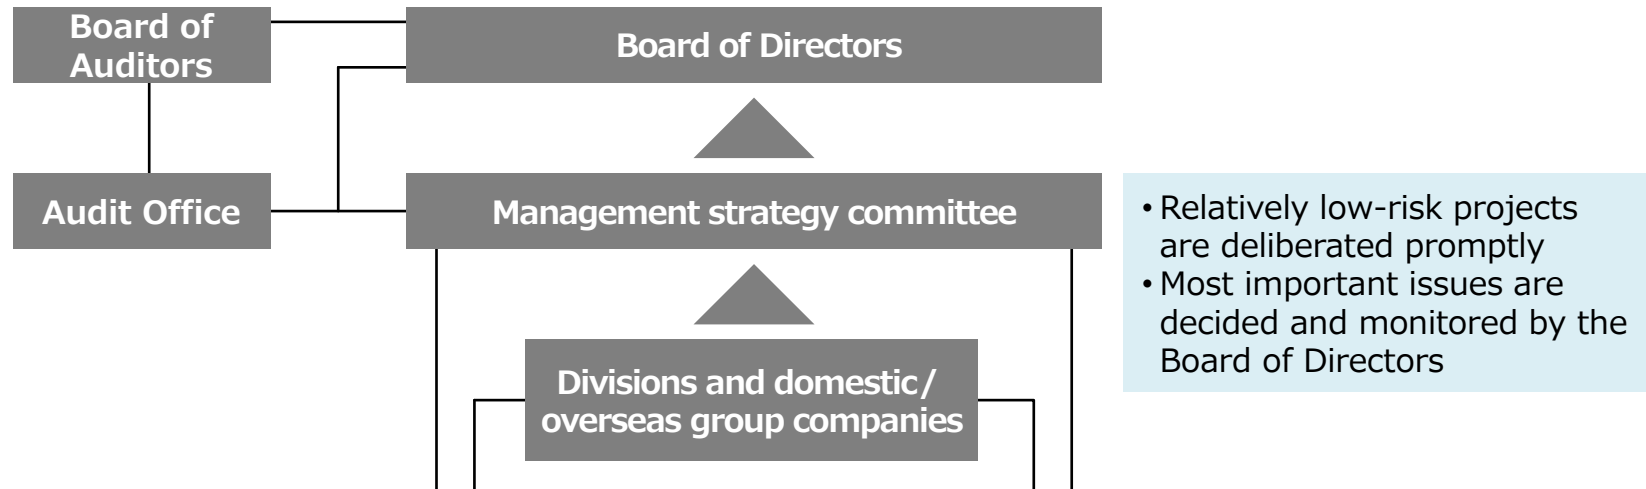 Board of
Auditors
Board of Directors
Audit Office
Management strategy committee
• Relatively low-risk projects
are deliberated promptly
• Most important issues are
decided and monitored by the
Board of Directors
Divisions and domestic/
overseas group companies